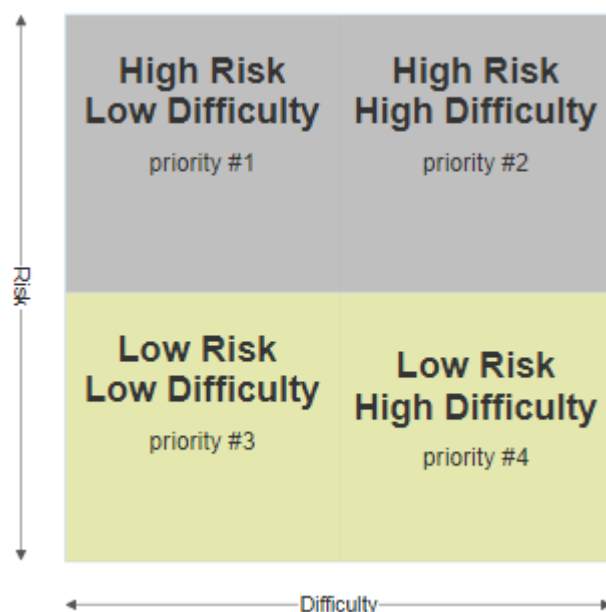 High Risk
Low Difficulty
priority #1
High Risk
High Difficulty
priority #2
Risk
Low Risk
Low Difficulty
priority #3
Low Risk
High Difficulty
priority #4
Difficulty